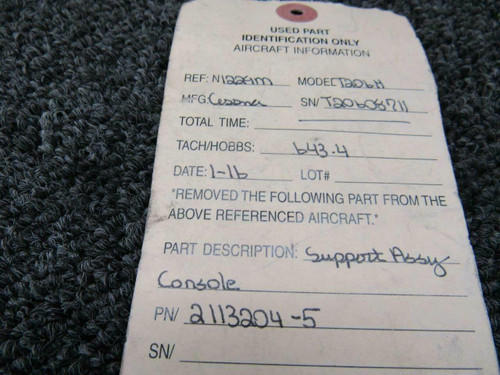 USED PART
IDENTIFICATION ONLY
AIRCRAFT INFORMATION
REF: N1224M MODEL T206H
MFG: Cessna SN/ T20608711
TOTAL TIME:
TACH/HOBBS: 643.4
DATE: 1-16 LOT#
"REMOVED THE FOLLOWING PART FROM THE
ABOVE REFERENCED AIRCRAFT."
PART DESCRIPTION: Support Assy
Console
PN/ 2113204-5
SN/